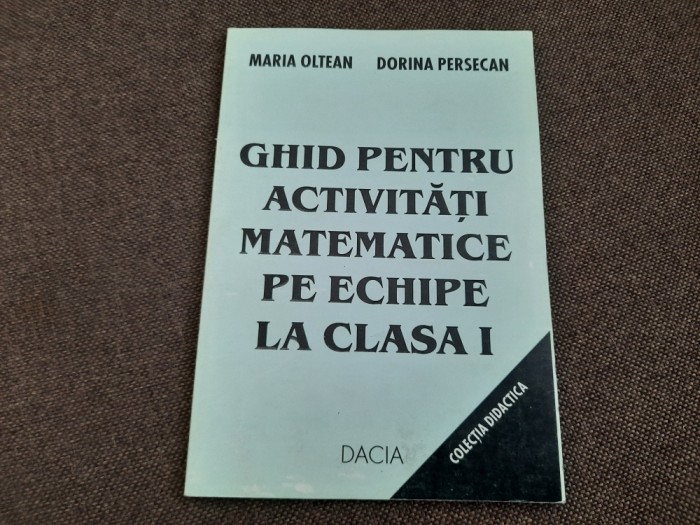 MARIA OLTEAN DORINA PERSECAN
GHID PENTRU
ACTIVITĂȚI
MATEMATICE
PE ECHIPE
LA CLASA I
COLECȚIA DIDACTICA
DACIA